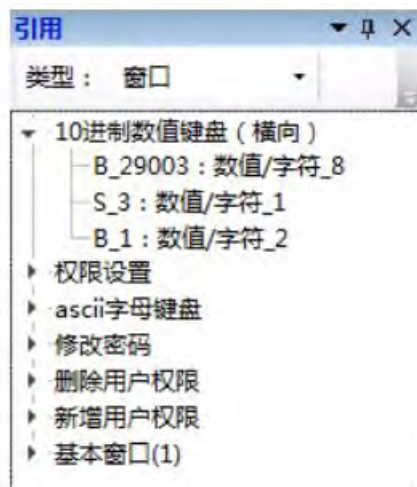 引用
类型： 窗口
10进制数值键盘（横向）
B_29003：数值/字符_8
S_3：数值/字符_1
B_1：数值/字符_2
权限设置
ascii字母键盘
修改密码
删除用户权限
新增用户权限
基本窗口(1)